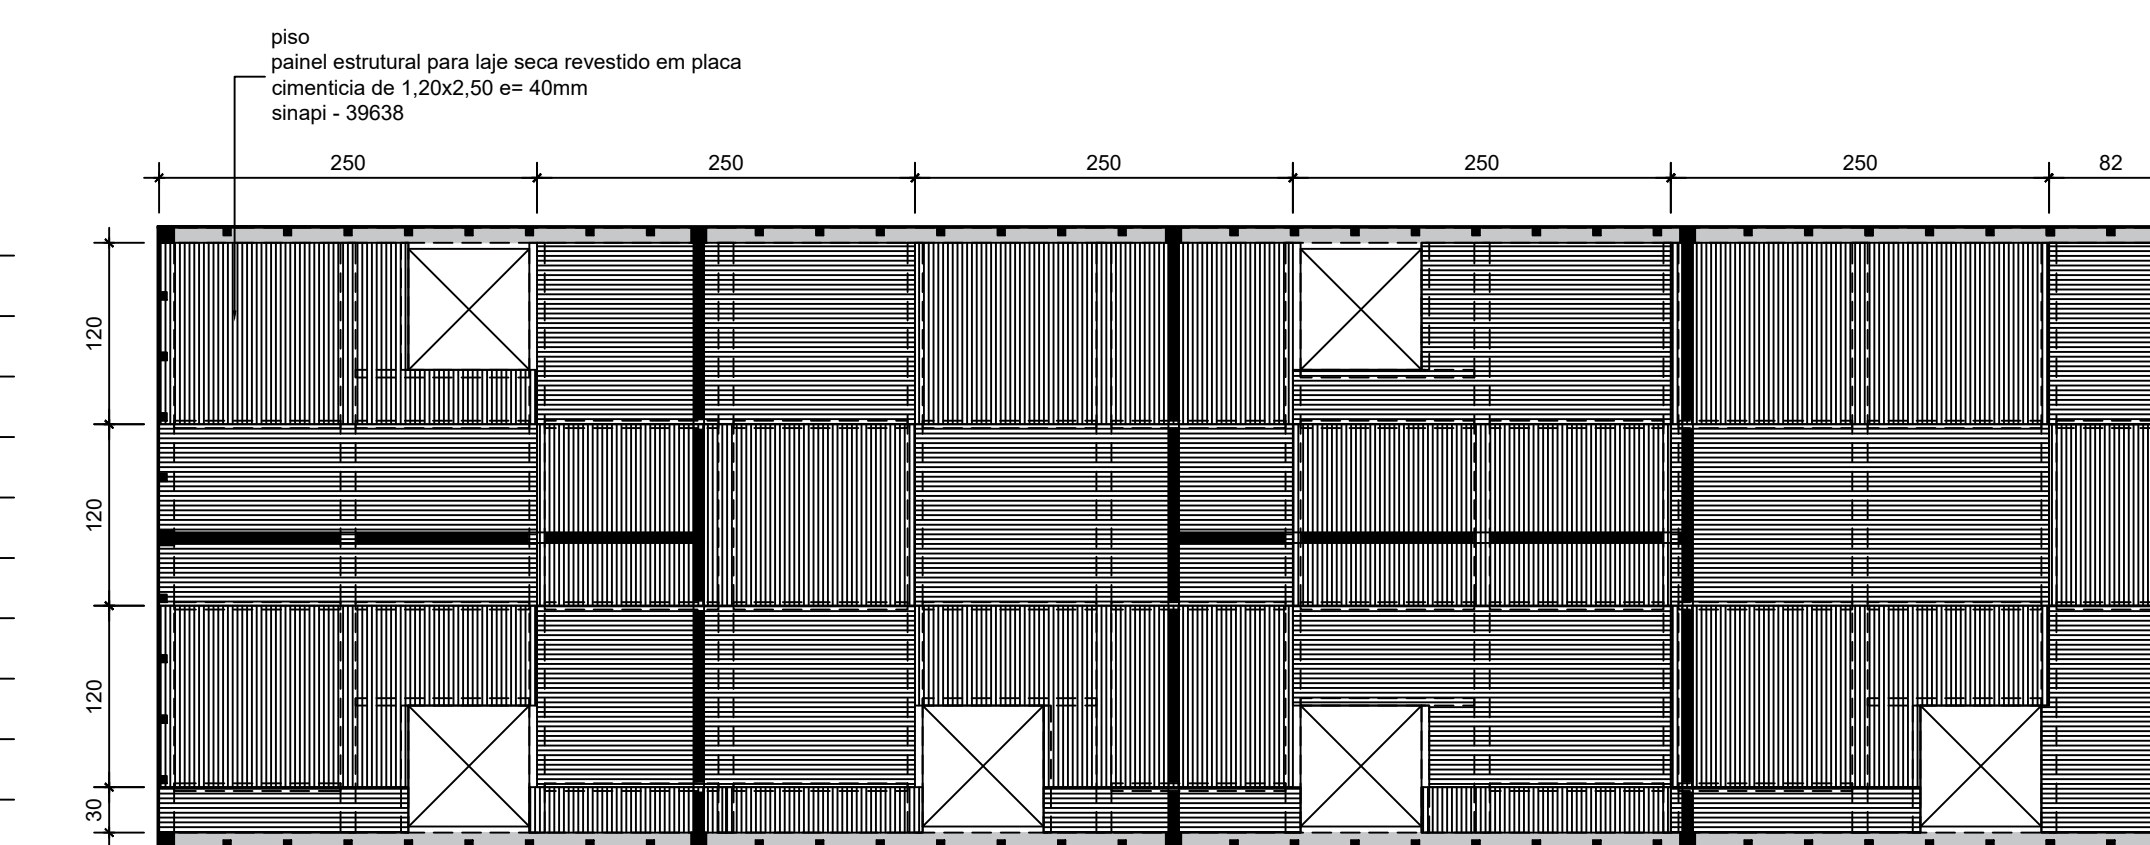 piso
painel estrutural para laje seca revestido em placa
cimenticia de 1,20x2,50 e= 40mm
sinapi - 39638
250 250 250 250 250 82
120
120
120
30